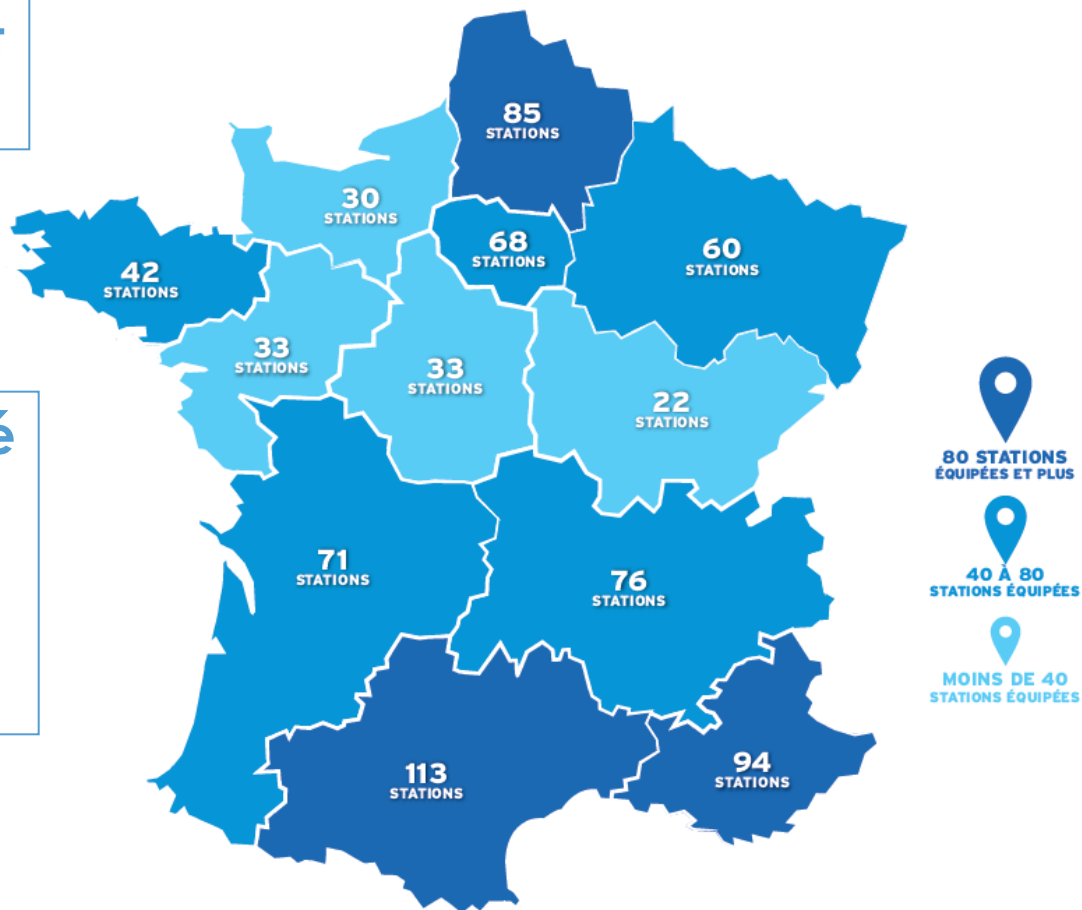 85
STATIONS
30
STATIONS
68
STATIONS
60
STATIONS
42
STATIONS
33
STATIONS
33
STATIONS
22
STATIONS
71
STATIONS
76
STATIONS
113
STATIONS
94
STATIONS
é
80 STATIONS
ÉQUIPÉES ET PLUS
40 À 80
STATIONS ÉQUIPÉES
MOINS DE 40
STATIONS ÉQUIPÉES